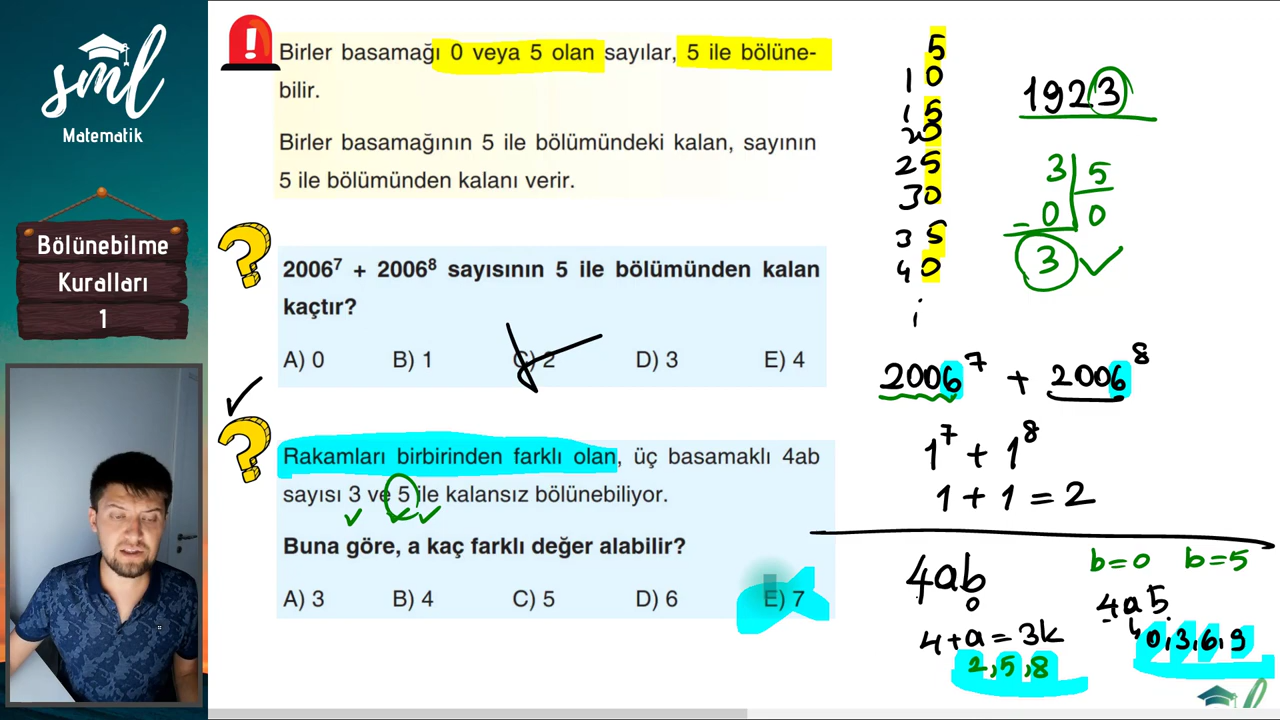 sml
Matematik
Bölünebilme
Kuralları
1
Birler basamağı 0 veya 5 olan sayılar, 5 ile bölüne-
bilir.
Birler basamağının 5 ile bölümündeki kalan, sayının
5 ile bölümünden kalanı verir.
2006⁷ + 2006⁸ sayısının 5 ile bölümünden kalan
kaçtır?
A) 0 B) 1 C) 2 D) 3 E) 4
Rakamları birbirinden farklı olan, üç basamaklı 4ab
sayısı 3 ve 5 ile kalansız bölünebiliyor.
Buna göre, a kaç farklı değer alabilir?
A) 3 B) 4 C) 5 D) 6 E) 7
5
10
15
20
25
30
35
40
1923
3 5
- 0 0
3
2006⁷ + 2006⁸
1⁷ + 1⁸
1 + 1 = 2
4ab
0
4+a=3k
2,5,8
b=0 b=5
4a5
0,3,6,9